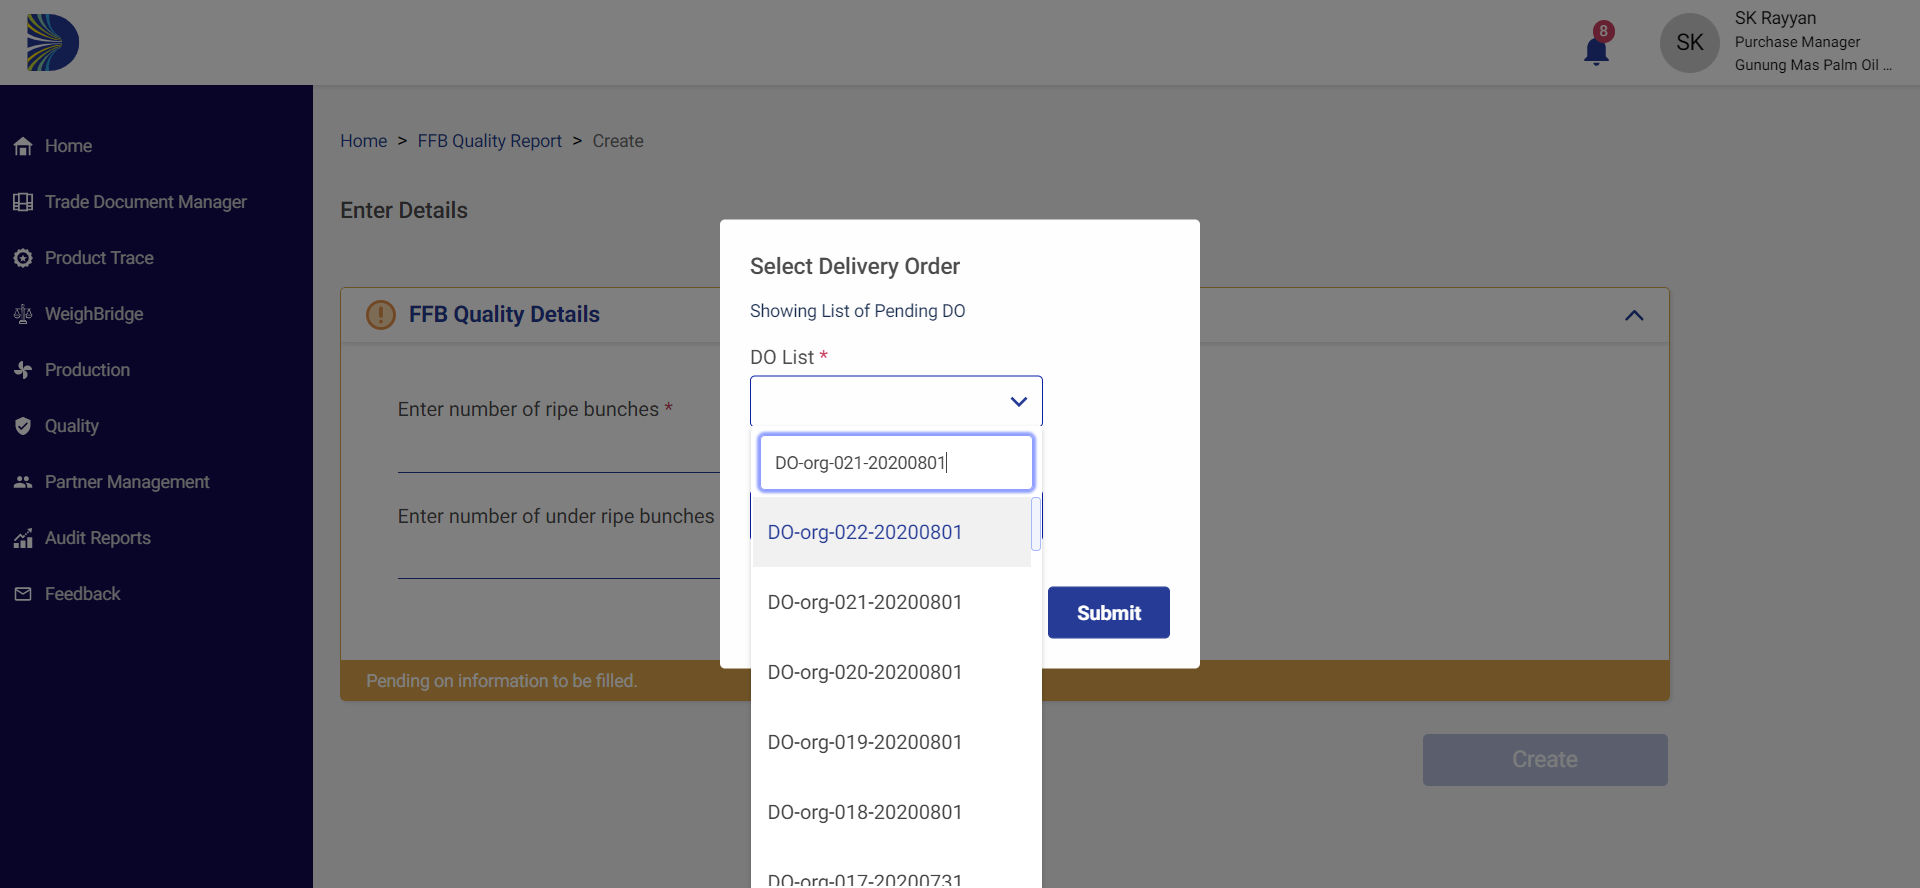 8
SK
SK Rayyan
Purchase Manager
Gunung Mas Palm Oil ...
Home
Trade Document Manager
Product Trace
WeighBridge
Production
Quality
Partner Management
Audit Reports
Feedback
Home > FFB Quality Report > Create
Enter Details
FFB Quality Details
Enter number of ripe bunches *
Enter number of under ripe bunches
Pending on information to be filled.
Create
Select Delivery Order
Showing List of Pending DO
DO List *
DO-org-021-20200801
DO-org-022-20200801
DO-org-021-20200801
DO-org-020-20200801
DO-org-019-20200801
DO-org-018-20200801
DO-org-017-20200731
Submit